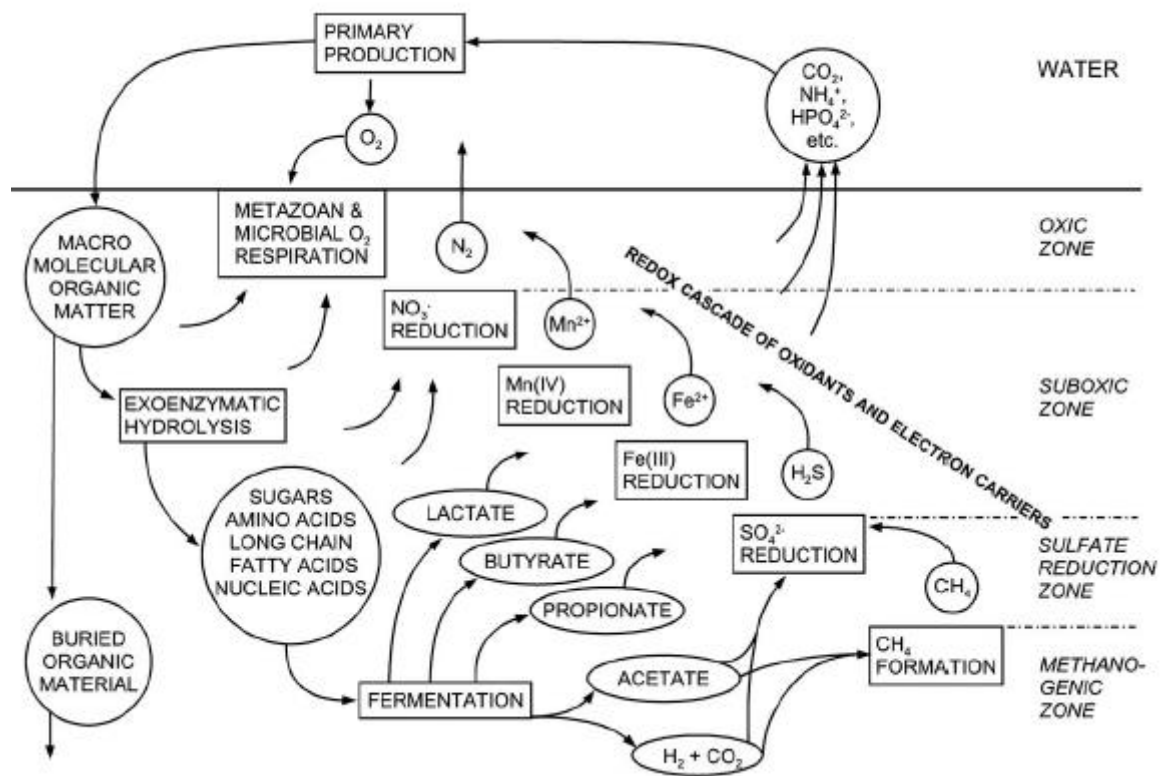 PRIMARY
PRODUCTION
CO₂,
NH₄⁺,
HPO₄²⁻,
etc.
WATER
O₂
MACRO
MOLECULAR
ORGANIC
MATTER
METAZOAN &
MICROBIAL O₂
RESPIRATION
N₂
OXIC
ZONE
REDOX CASCADE OF OXIDANTS AND ELECTRON CARRIERS
NO₃⁻
REDUCTION
Mn²⁺
EXOENZYMATIC
HYDROLYSIS
Mn(IV)
REDUCTION
Fe²⁺
SUBOXIC
ZONE
Fe(III)
REDUCTION
H₂S
SUGARS
AMINO ACIDS
LONG CHAIN
FATTY ACIDS
NUCLEIC ACIDS
LACTATE
BUTYRATE
PROPIONATE
SO₄²⁻
REDUCTION
CH₄
SULFATE
REDUCTION
ZONE
BURIED
ORGANIC
MATERIAL
FERMENTATION
ACETATE
H₂ + CO₂
CH₄
FORMATION
METHANO-
GENIC
ZONE